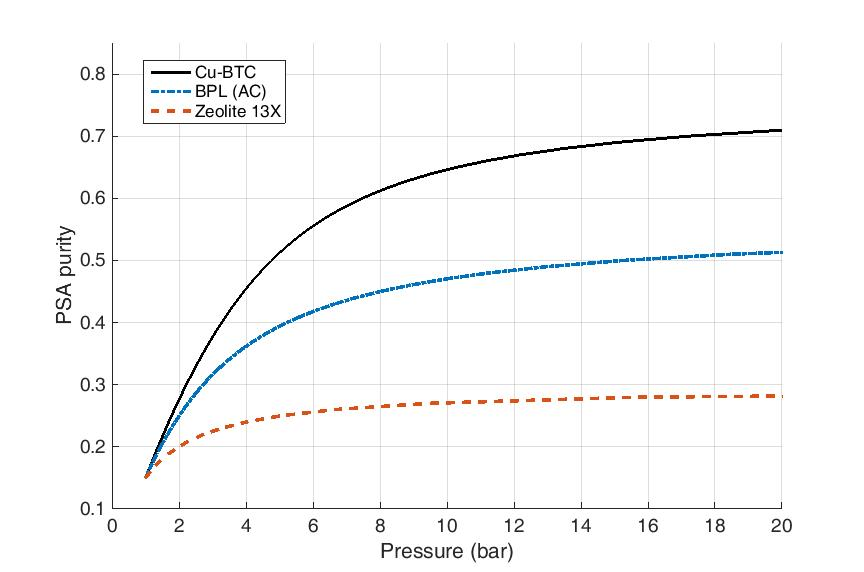 Cu-BTC
BPL (AC)
Zeolite 13X
0.8
0.7
0.6
0.5
0.4
0.3
0.2
0.1
PSA purity
0 2 4 6 8 10 12 14 16 18 20
Pressure (bar)